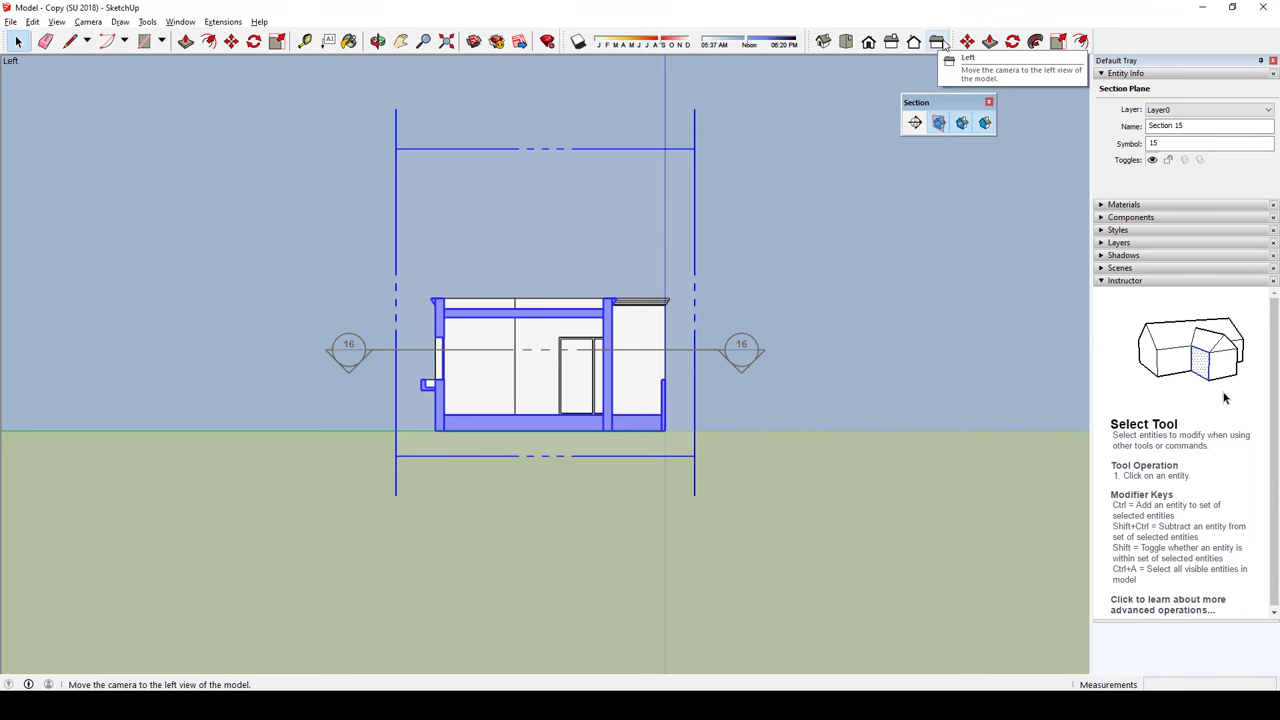 Model - Copy (SU 2018) - SketchUp
File Edit View Camera Draw Tools Window Extensions Help
J F M A M J J A S O N D
05:37 AM Noon 06:20 PM
Left
Left
Move the camera to the left view of
the model.
Section
16
16
Default Tray
Entity Info
Section Plane
Layer: Layer0
Name: Section 15
Symbol: 15
Toggles:
Materials
Components
Styles
Layers
Shadows
Scenes
Instructor
Select Tool
Select entities to modify when using
other tools or commands.
Tool Operation
1. Click on an entity.
Modifier Keys
Ctrl = Add an entity to set of
selected entities
Shift+Ctrl = Subtract an entity from
set of selected entities
Shift = Toggle whether an entity is
within set of selected entities
Ctrl+A = Select all visible entities in
model
Click to learn about more
advanced operations...
Move the camera to the left view of the model.
Measurements